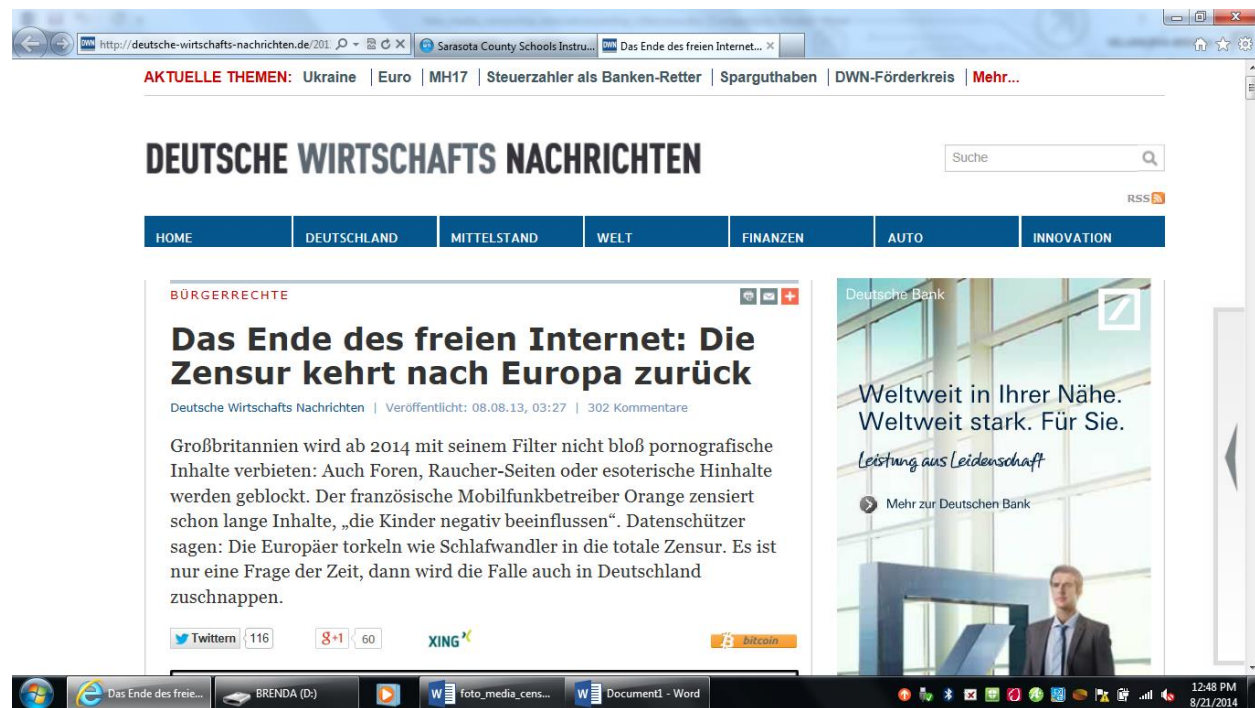 http://deutsche-wirtschafts-nachrichten.de/201
Sarasota County Schools Instru...
DWN Das Ende des freien Internet...
AKTUELLE THEMEN: Ukraine | Euro | MH17 | Steuerzahler als Banken-Retter | Sparguthaben | DWN-Förderkreis | Mehr...
DEUTSCHE WIRTSCHAFTS NACHRICHTEN
Suche
RSS
HOME DEUTSCHLAND MITTELSTAND WELT FINANZEN AUTO INNOVATION
BÜRGERRECHTE
Das Ende des freien Internet: Die
Zensur kehrt nach Europa zurück
Deutsche Wirtschafts Nachrichten | Veröffentlicht: 08.08.13, 03:27 | 302 Kommentare
Großbritannien wird ab 2014 mit seinem Filter nicht bloß pornografische
Inhalte verbieten: Auch Foren, Raucher-Seiten oder esoterische Hinhalte
werden geblockt. Der französische Mobilfunkbetreiber Orange zensiert
schon lange Inhalte, „die Kinder negativ beeinflussen“. Datenschützer
sagen: Die Europäer torkeln wie Schlafwandler in die totale Zensur. Es ist
nur eine Frage der Zeit, dann wird die Falle auch in Deutschland
zuschnappen.
Twittern 116
g+1 60
XING
bitcoin
Deutsche Bank
Weltweit in Ihrer Nähe.
Weltweit stark. Für Sie.
Leistung aus Leidenschaft
Mehr zur Deutschen Bank
Das Ende des freie...
BRENDA (D:)
foto_media_cens...
Document1 - Word
12:48 PM
8/21/2014